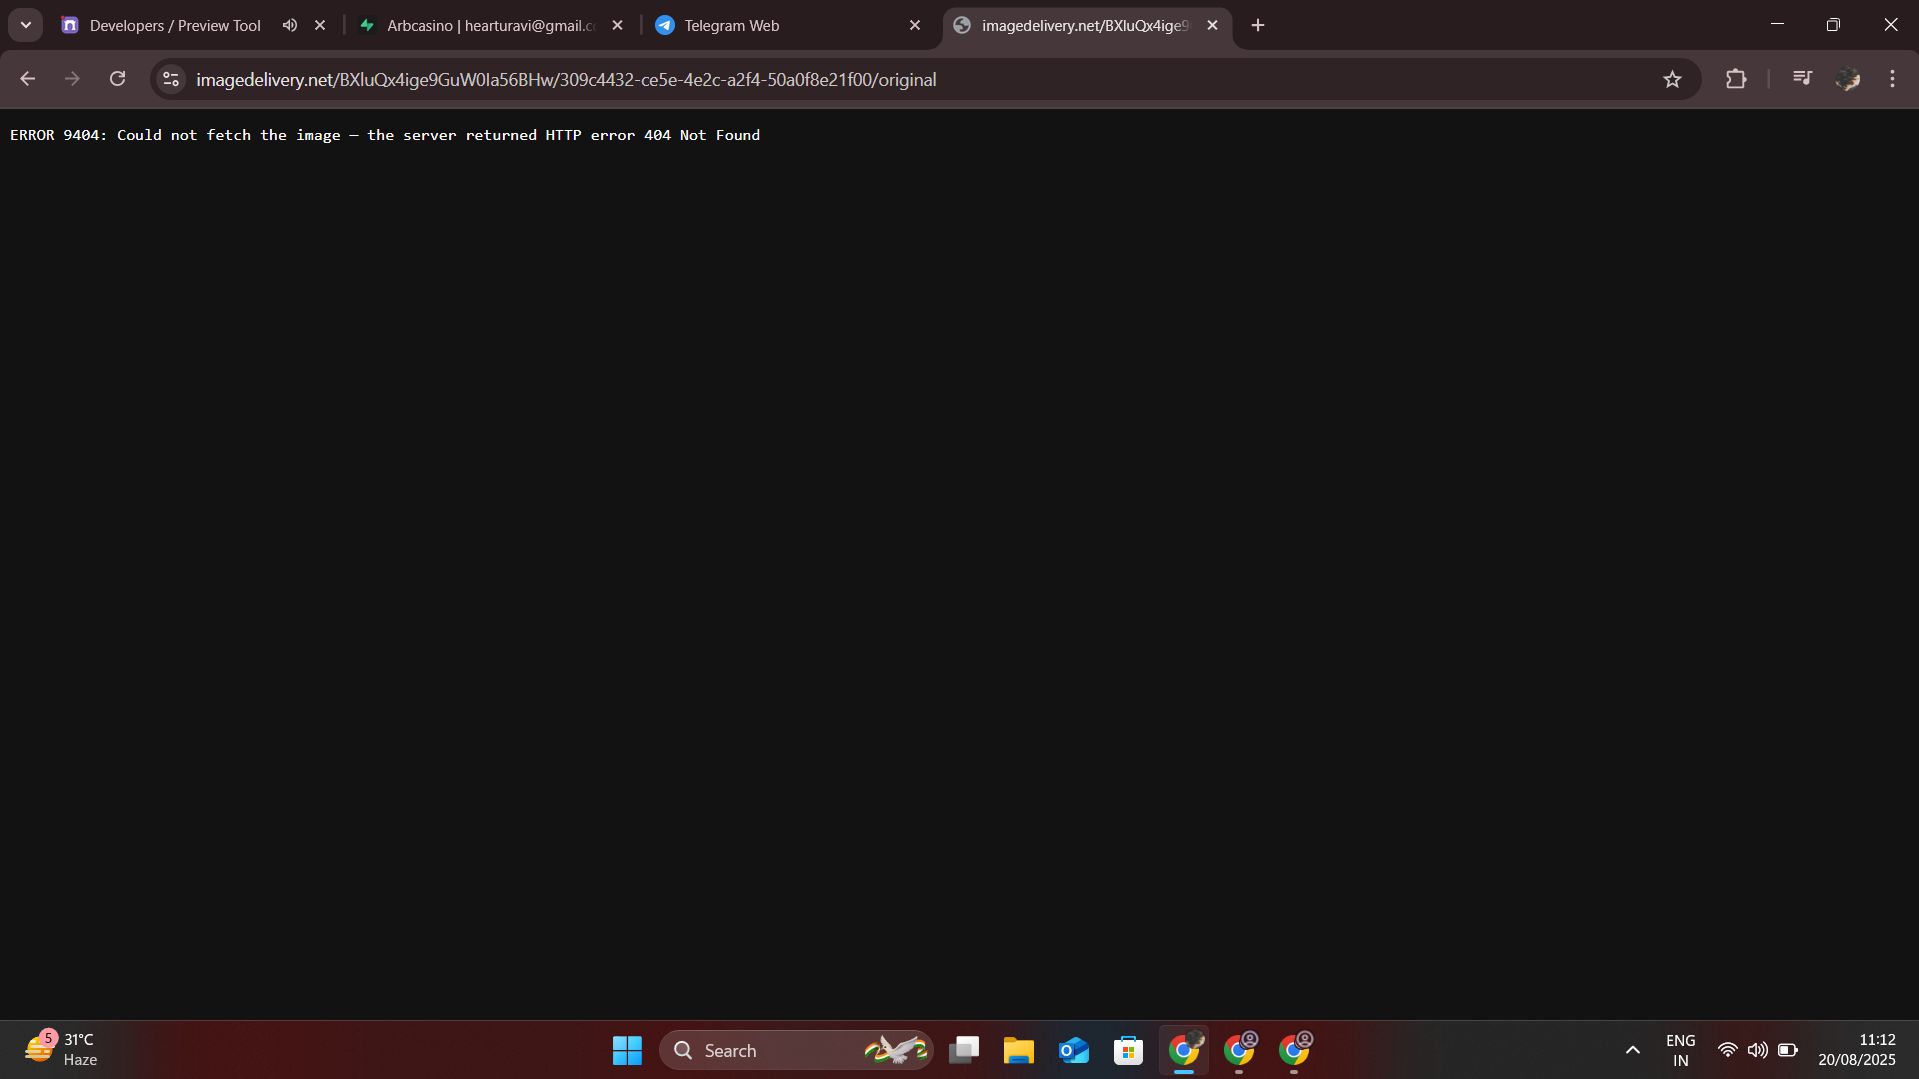 Developers / Preview Tool
Arbcasino | hearturavi@gmail.c
Telegram Web
imagedelivery.net/BXluQx4ige9
imagedelivery.net/BXluQx4ige9GuW0Ia56BHw/309c4432-ce5e-4e2c-a2f4-50a0f8e21f00/original
ERROR 9404: Could not fetch the image — the server returned HTTP error 404 Not Found
5
31°C
Haze
Search
ENG
IN
11:12
20/08/2025